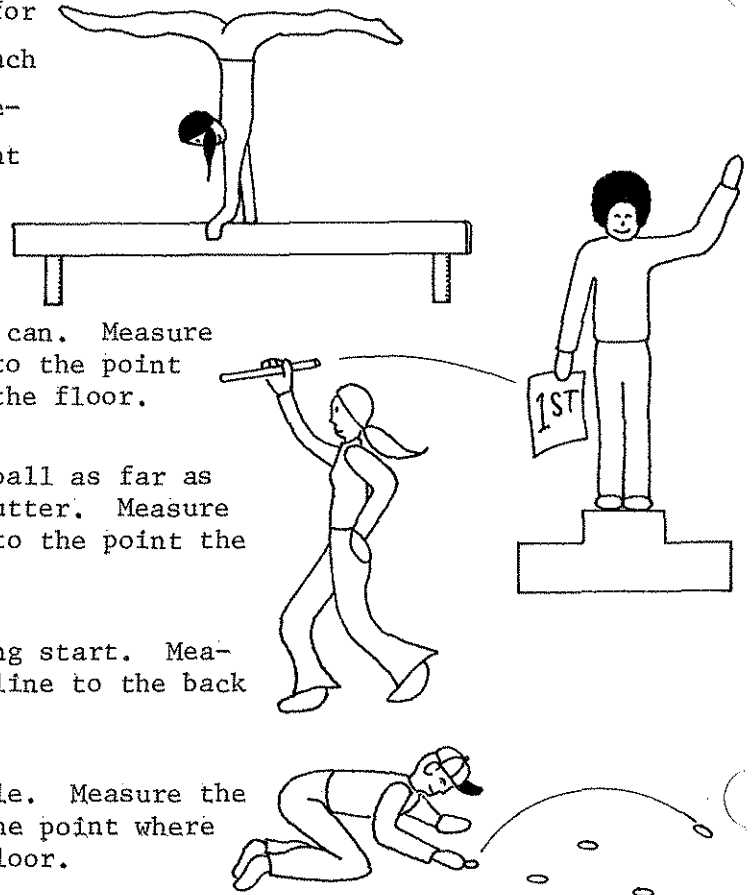 for
ach
e-
nt
can. Measure
to the point
the floor.
1ST
ball as far as
utter. Measure
to the point the
ng start. Mea-
line to the back
le. Measure the
he point where
loor.